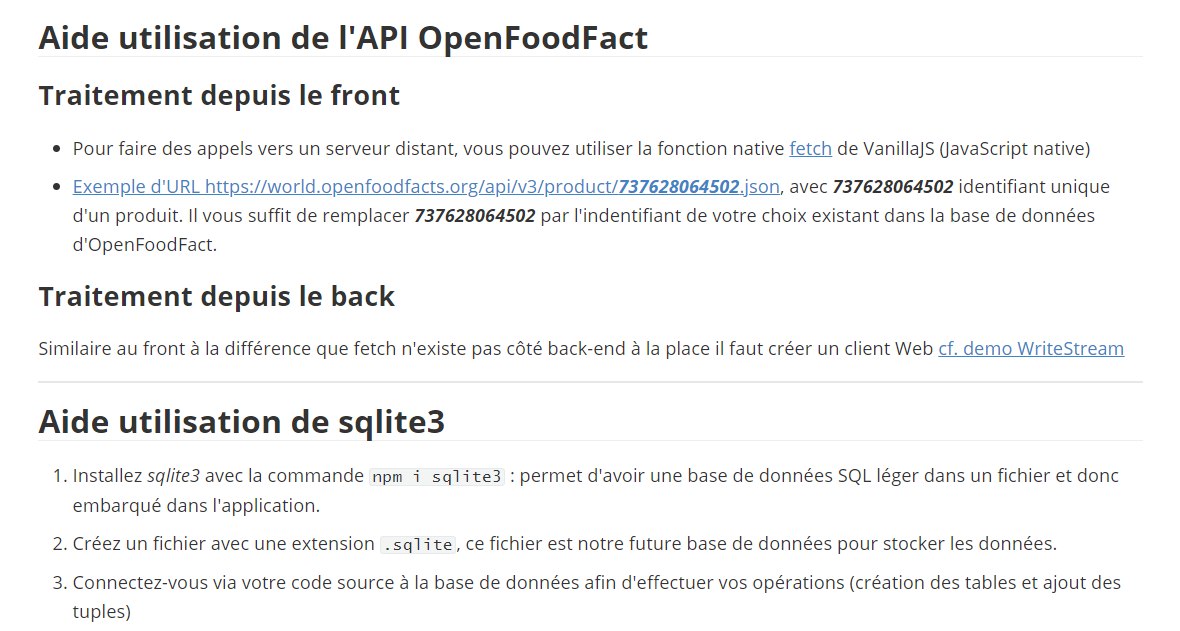 Aide utilisation de l'API OpenFoodFact
Traitement depuis le front
• Pour faire des appels vers un serveur distant, vous pouvez utiliser la fonction native fetch de VanillaJS (JavaScript native)
• Exemple d'URL https://world.openfoodfacts.org/api/v3/product/737628064502.json, avec 737628064502 identifiant unique
d'un produit. Il vous suffit de remplacer 737628064502 par l'indentifiant de votre choix existant dans la base de données
d'OpenFoodFact.
Traitement depuis le back
Similaire au front à la différence que fetch n'existe pas côté back-end à la place il faut créer un client Web cf. demo WriteStream
Aide utilisation de sqlite3
1. Installez sqlite3 avec la commande npm i sqlite3 : permet d'avoir une base de données SQL léger dans un fichier et donc
embarqué dans l'application.
2. Créez un fichier avec une extension .sqlite, ce fichier est notre future base de données pour stocker les données.
3. Connectez-vous via votre code source à la base de données afin d'effectuer vos opérations (création des tables et ajout des
tuples)